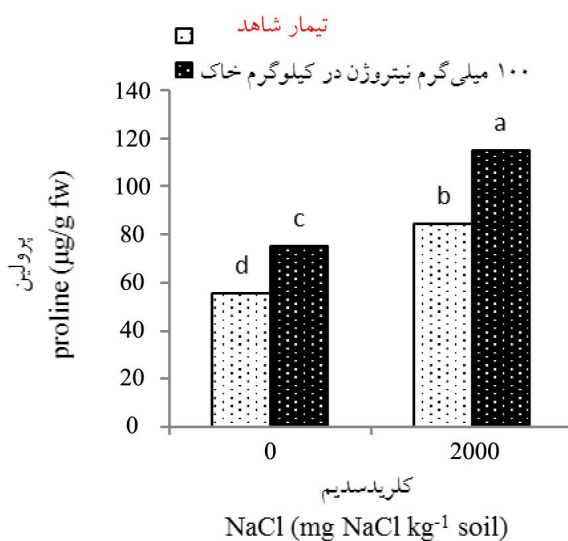 تیمار شاهد
۱۰۰ میلی‌گرم نیتروژن در کیلوگرم خاک
140
120
100
80
60
40
20
0
پرولین
proline (µg/g fw)
d
c
b
a
0
2000
کلریدسدیم
NaCl (mg NaCl kg⁻¹ soil)